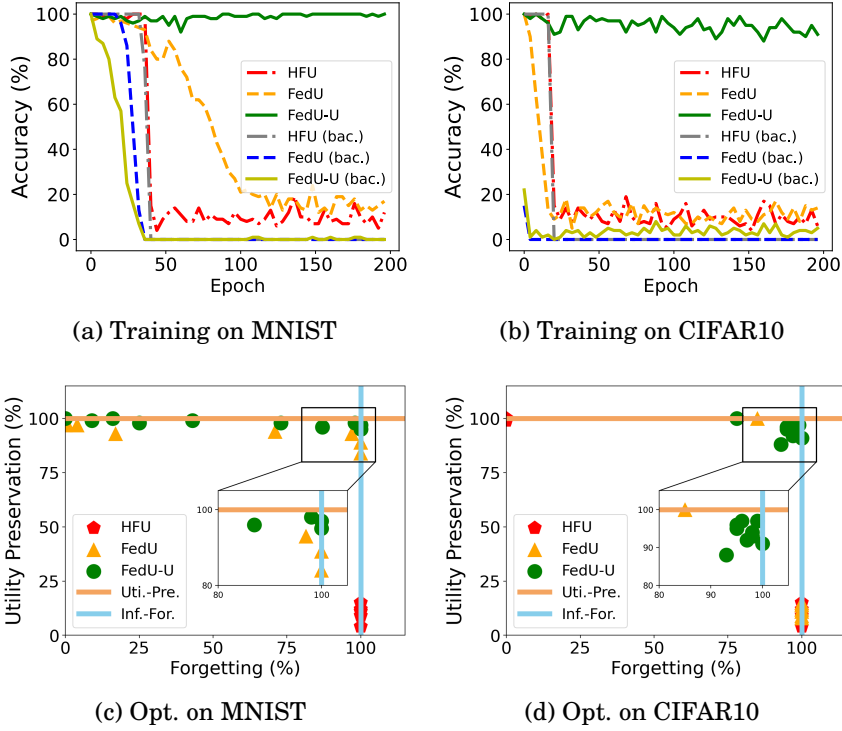 100
80
60
40
20
0
Accuracy (%)
HFU
FedU
FedU-U
HFU (bac.)
FedU (bac.)
FedU-U (bac.)
0 50 100 150 200
Epoch
(a) Training on MNIST
100
80
60
40
20
0
Accuracy (%)
HFU
FedU
FedU-U
HFU (bac.)
FedU (bac.)
FedU-U (bac.)
0 50 100 150 200
Epoch
(b) Training on CIFAR10
100
75
50
25
0
Utility Preservation (%)
100
90
80
80 100
HFU
FedU
FedU-U
Uti.-Pre.
Inf.-For.
0 25 50 75 100
Forgetting (%)
(c) Opt. on MNIST
100
75
50
25
0
Utility Preservation (%)
100
90
80
80 100
HFU
FedU
FedU-U
Uti.-Pre.
Inf.-For.
0 25 50 75 100
Forgetting (%)
(d) Opt. on CIFAR10